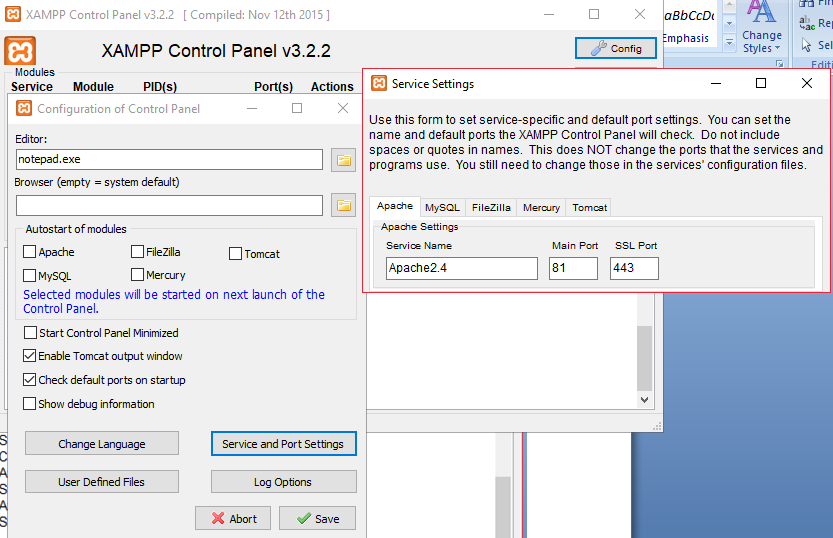 XAMPP Control Panel v3.2.2 [ Compiled: Nov 12th 2015 ]
XAMPP Control Panel v3.2.2
Config
Modules
Service Module PID(s) Port(s) Actions
Configuration of Control Panel
Editor:
notepad.exe
Browser (empty = system default)
Autostart of modules
Apache FileZilla Tomcat
MySQL Mercury
Selected modules will be started on next launch of the
Control Panel.
Start Control Panel Minimized
Enable Tomcat output window
Check default ports on startup
Show debug information
Change Language Service and Port Settings
User Defined Files Log Options
Abort Save
Service Settings
Use this form to set service-specific and default port settings. You can set the
name and default ports the XAMPP Control Panel will check. Do not include
spaces or quotes in names. This does NOT change the ports that the services and
programs use. You still need to change those in the services' configuration files.
Apache MySQL FileZilla Mercury Tomcat
Apache Settings
Service Name Main Port SSL Port
Apache2.4 81 443
Emphasis
Change
Styles